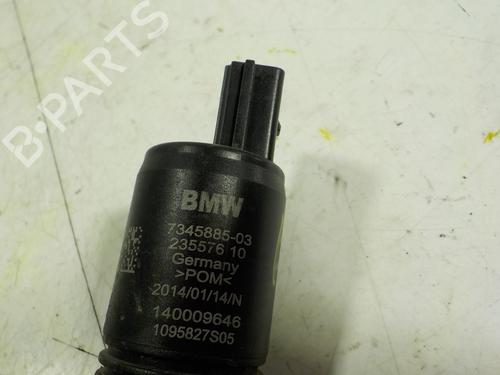 B-PARTS
BMW
7345885-03
235576 10
Germany
>POM<
2014/01/14/N
140009646
1095827S05